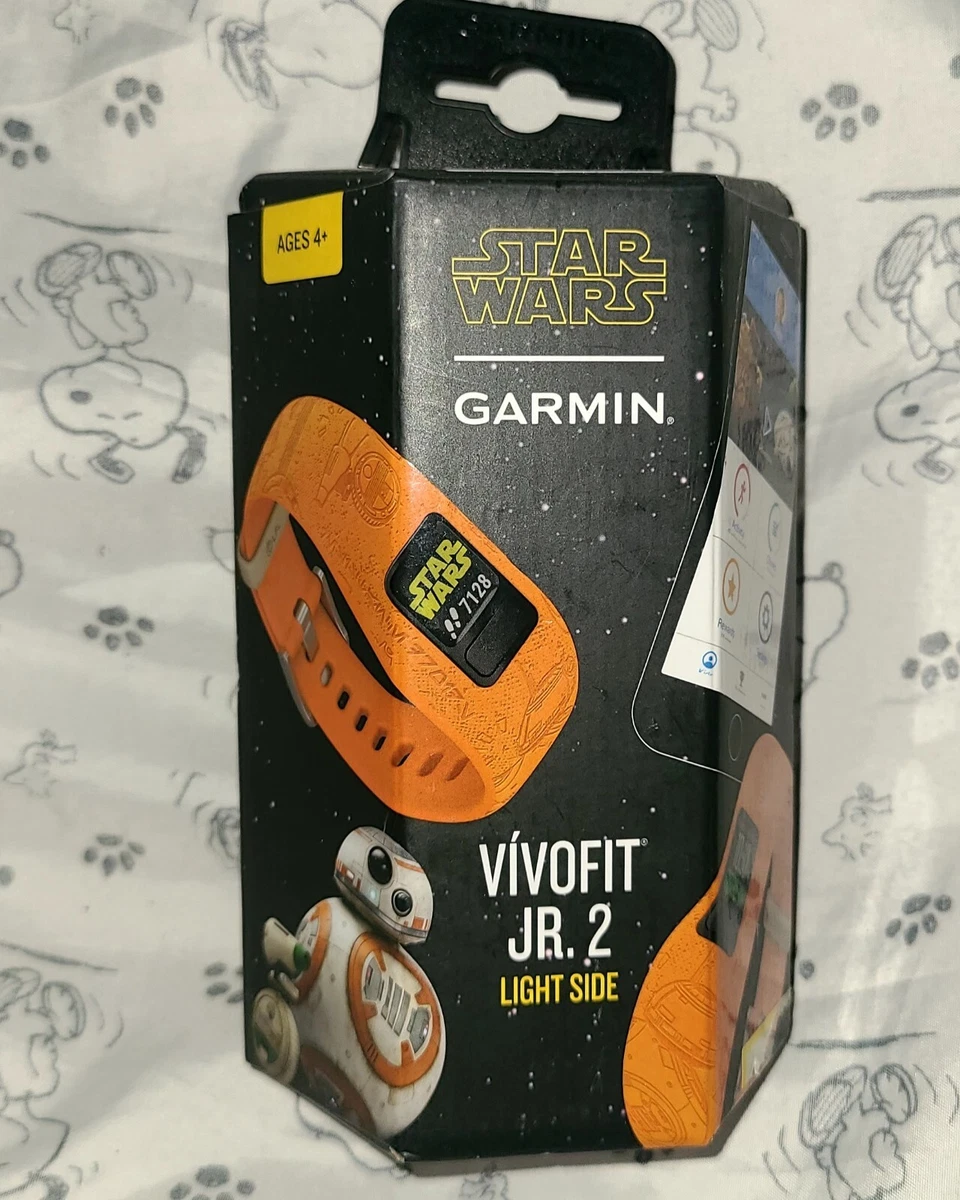 AGES 4+
STAR
WARS
GARMIN®
STAR
WARS
7128
VÍVOFIT®
JR. 2
LIGHT SIDE